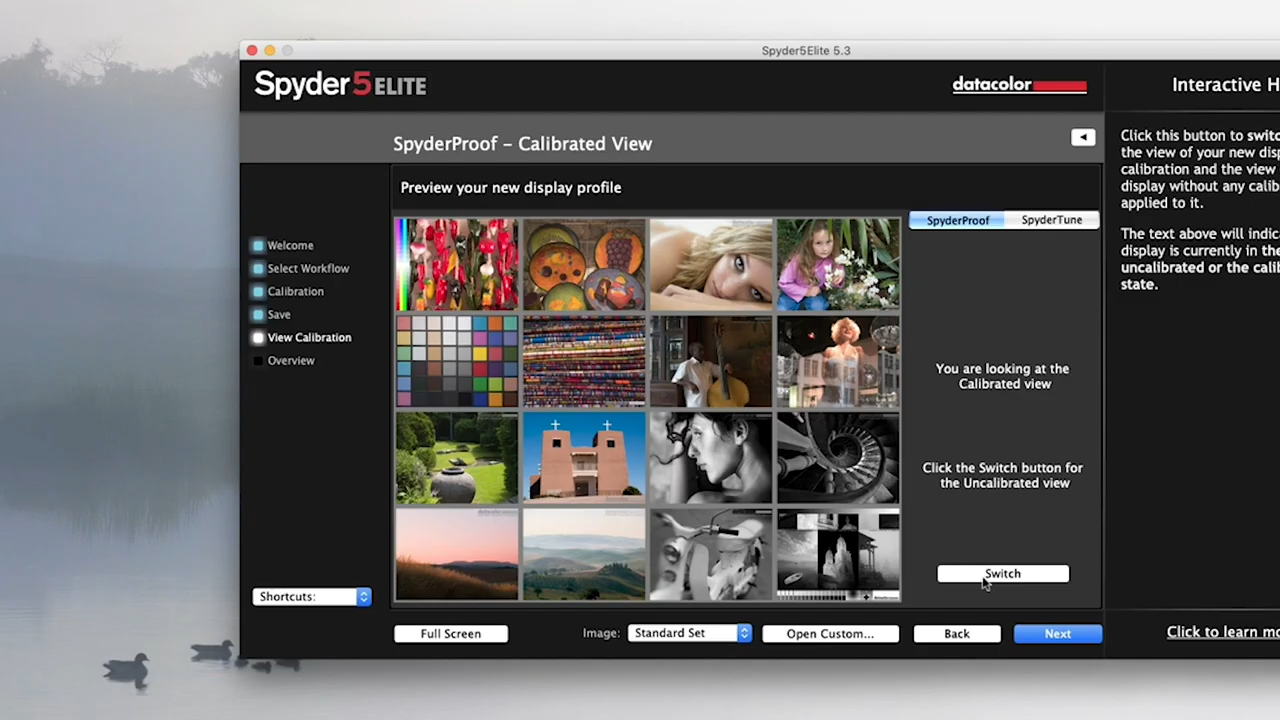 Spyder5Elite 5.3
Spyder5ELITE
datacolor
Interactive H
SpyderProof – Calibrated View
Click this button to switc
the view of your new disp
calibration and the view
display without any calib
applied to it.
The text above will indica
display is currently in the
uncalibrated or the calib
state.
Preview your new display profile
SpyderProof
SpyderTune
Welcome
Select Workflow
Calibration
Save
View Calibration
Overview
You are looking at the
Calibrated view
Click the Switch button for
the Uncalibrated view
Switch
Shortcuts:
Full Screen
Image:
Standard Set
Open Custom...
Back
Next
Click to learn mo